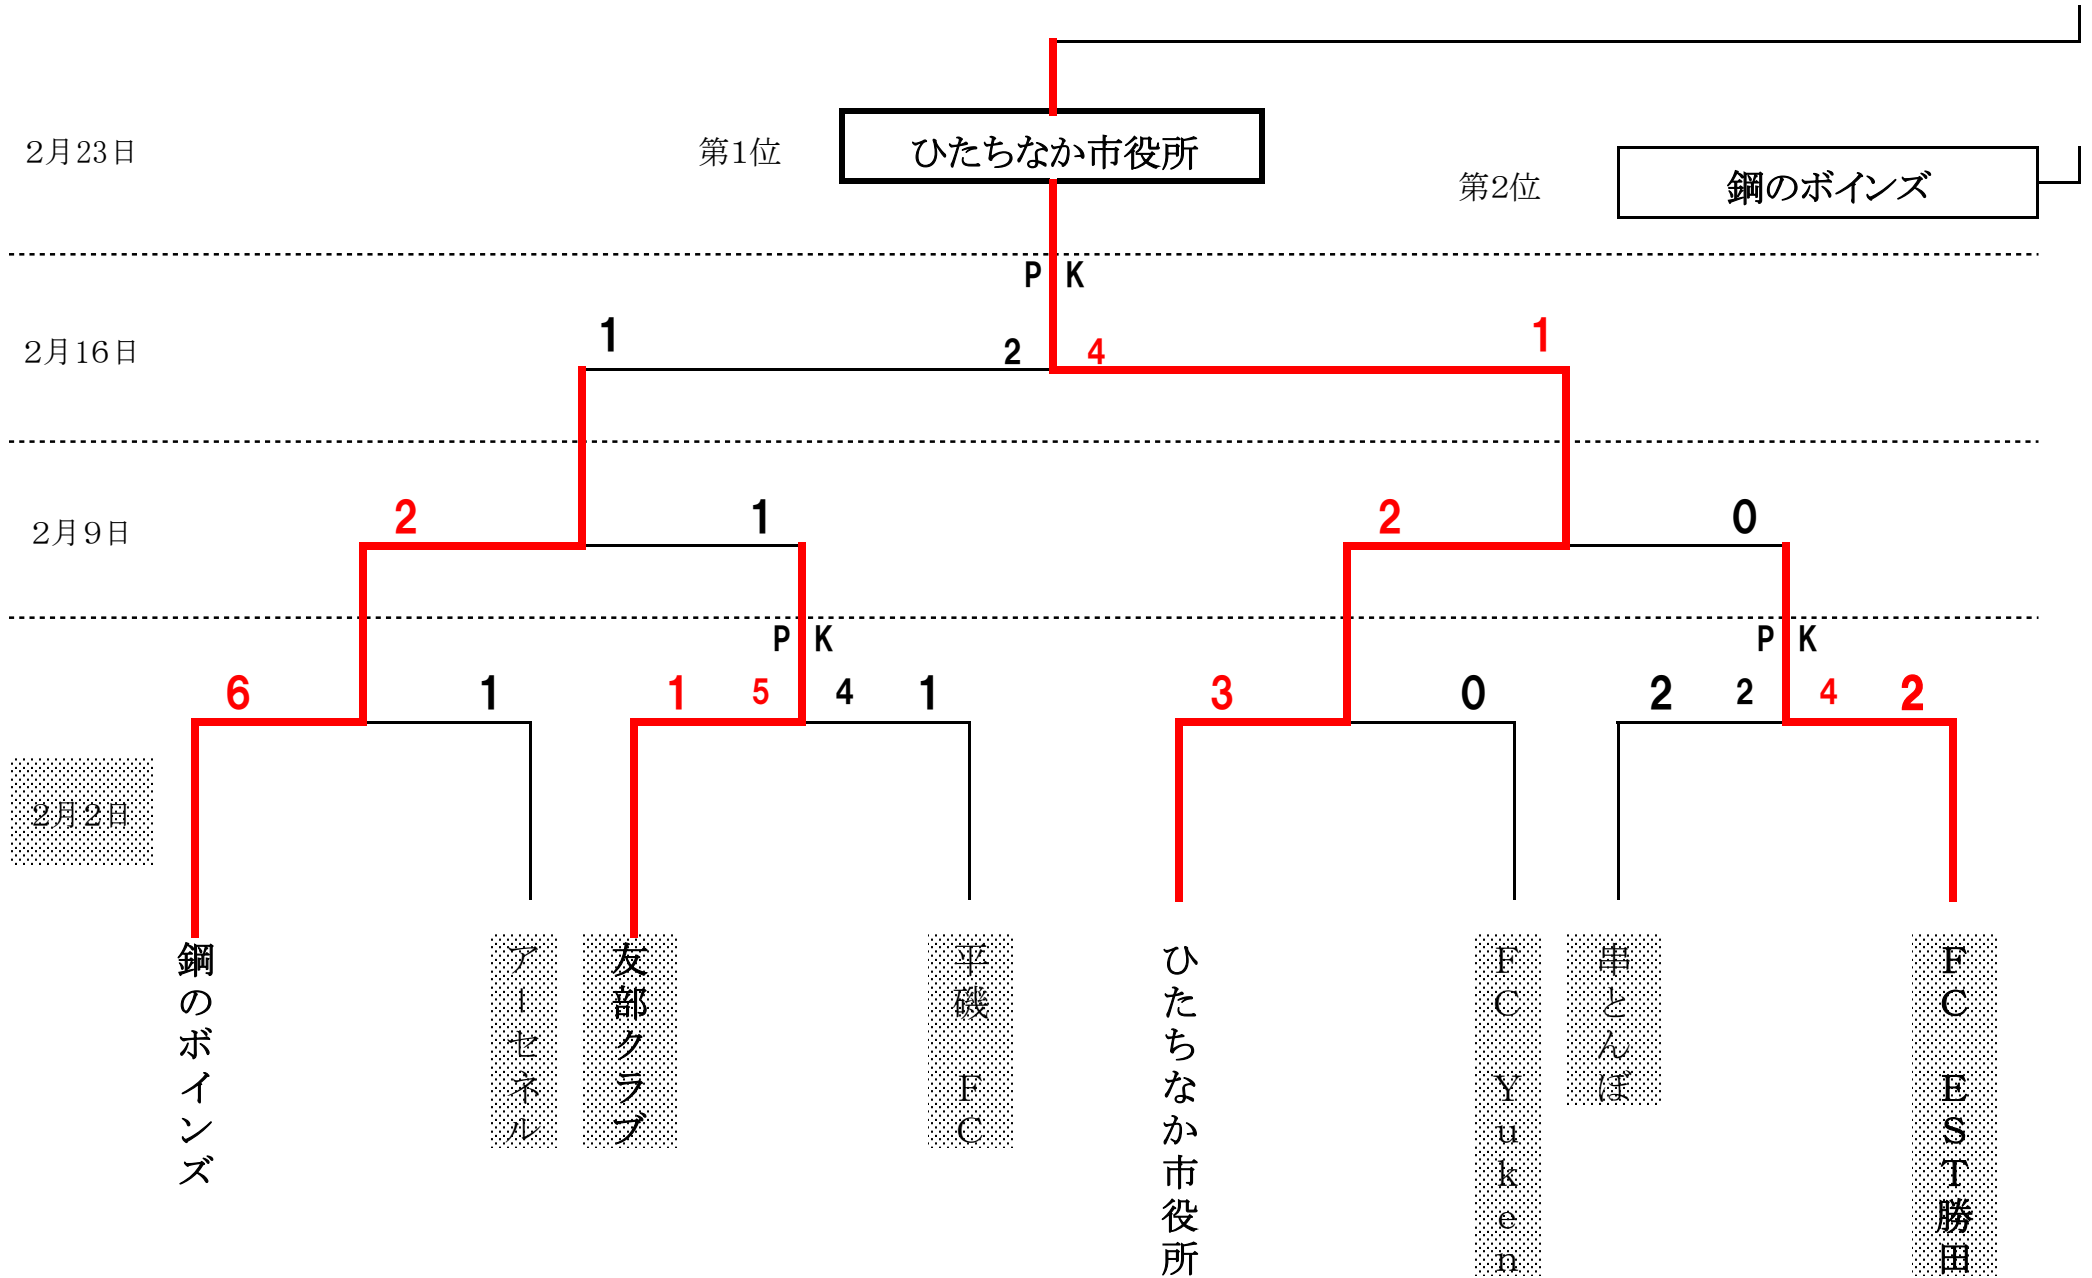 2月23日
第1位
ひたちなか市役所
第2位
鋼のボインズ
PK
2月16日
1
2
4
1
2月9日
2
1
2
0
PK
PK
6
1
1
5
4
1
3
0
2
2
4
2
2月2日
鋼のボインズ
アーセネル
友部クラブ
平磯 FC
ひたちなか市役所
FC Yuken
串とんぼ
FC EST勝田